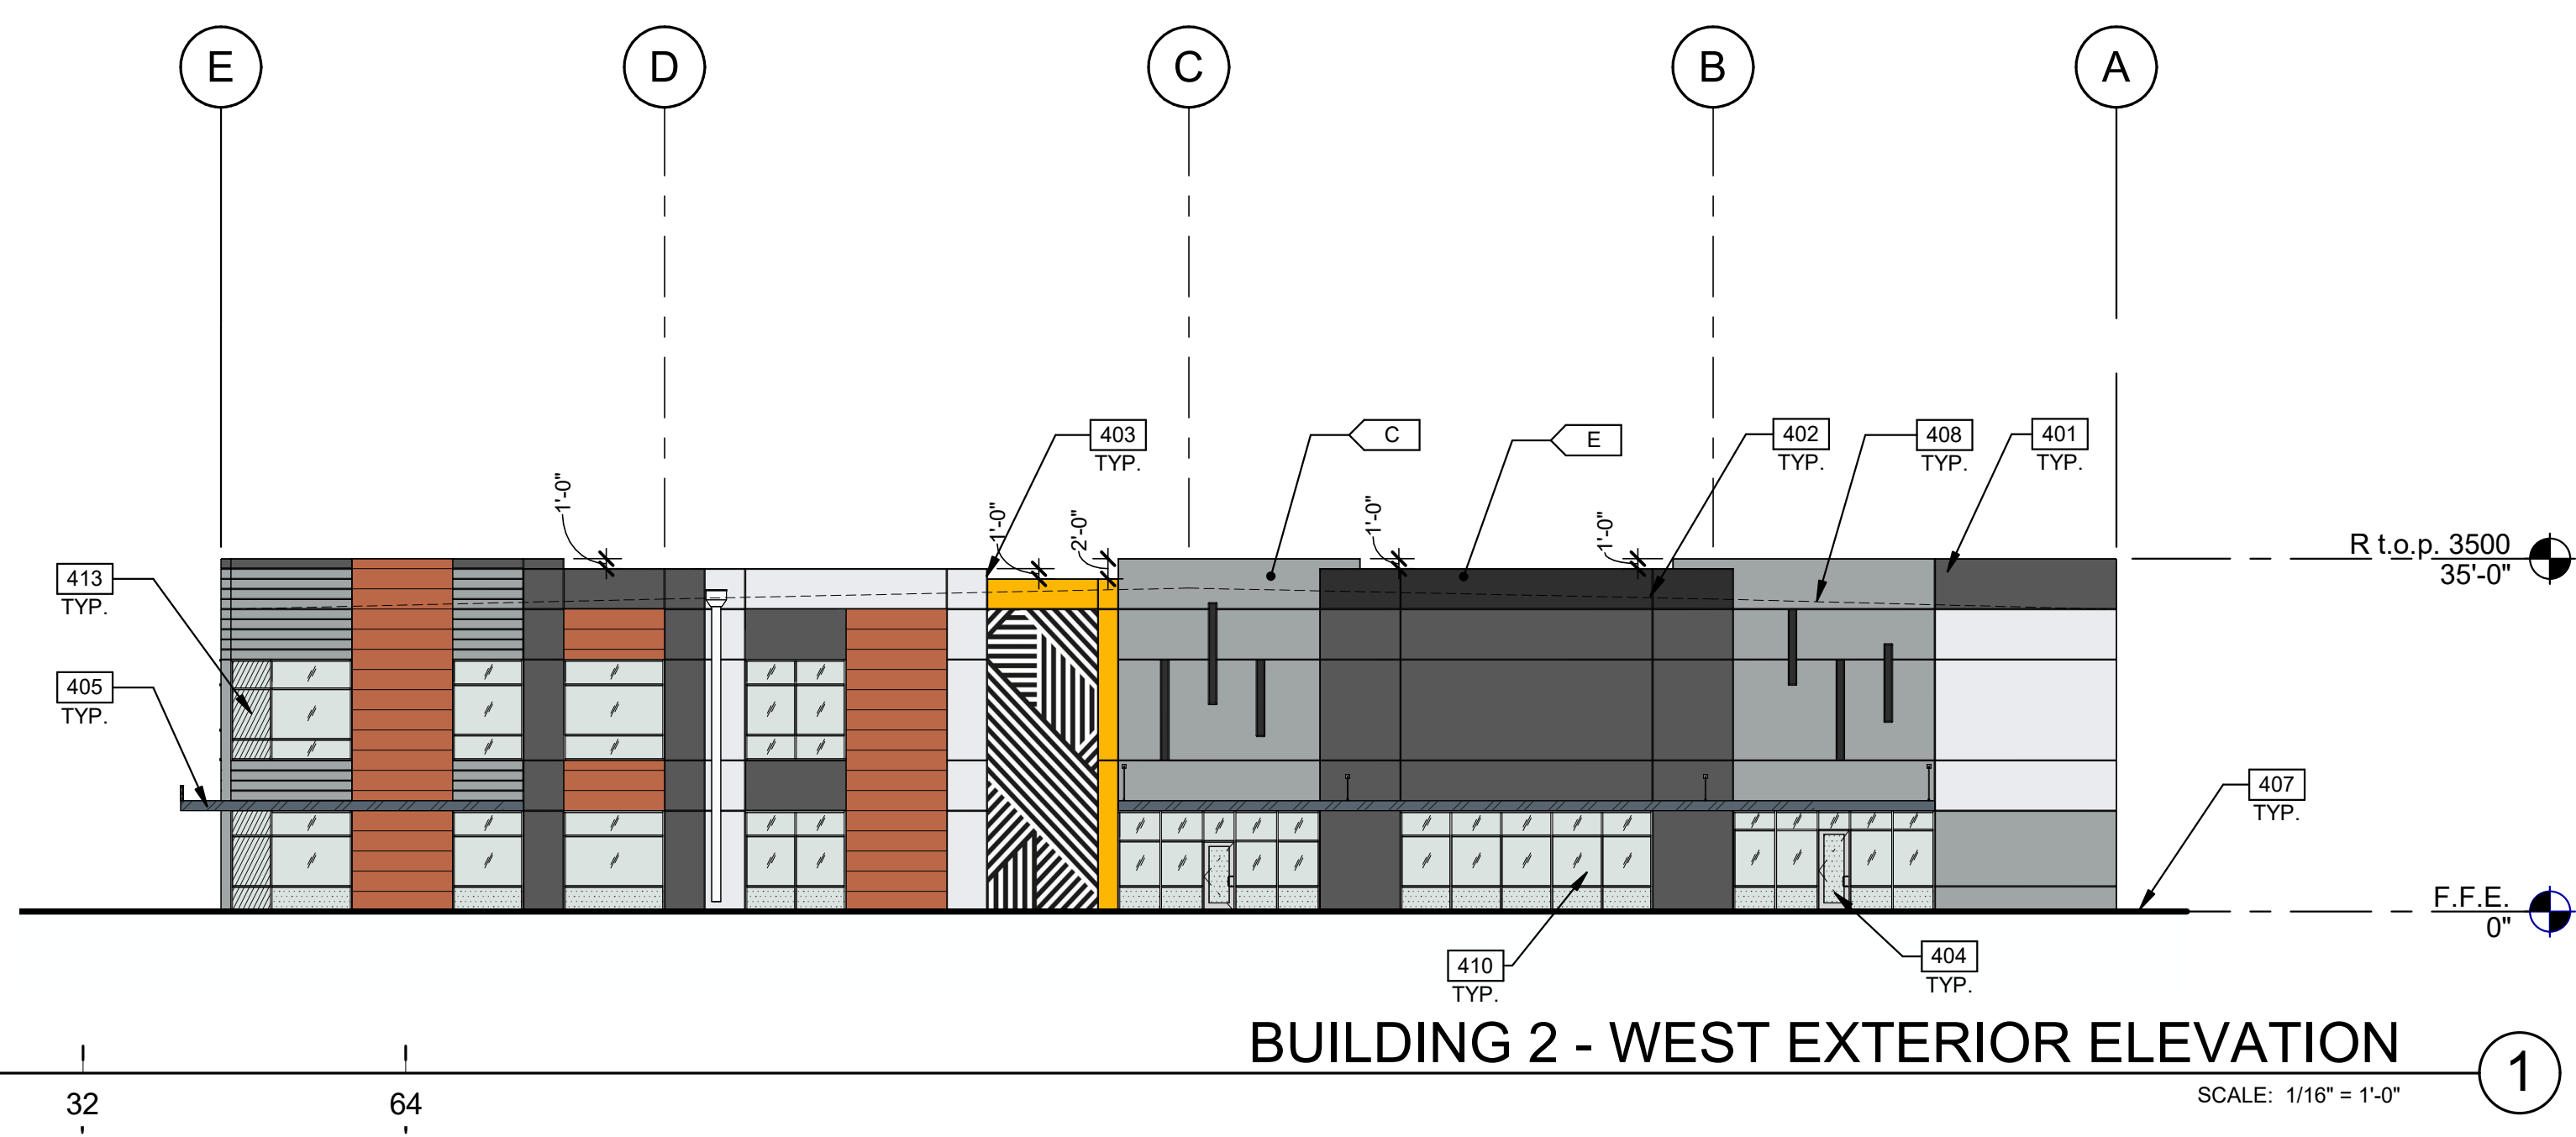 E D C B A
403
TYP.
C
E
402
TYP.
408
TYP.
401
TYP.
1'-0"
1'-0"
2'-0"
1'-0"
1'-0"
R t.o.p. 3500
35'-0"
413
TYP.
405
TYP.
407
TYP.
F.F.E.
0"
410
TYP.
404
TYP.
BUILDING 2 - WEST EXTERIOR ELEVATION
1
SCALE: 1/16" = 1'-0"
32 64